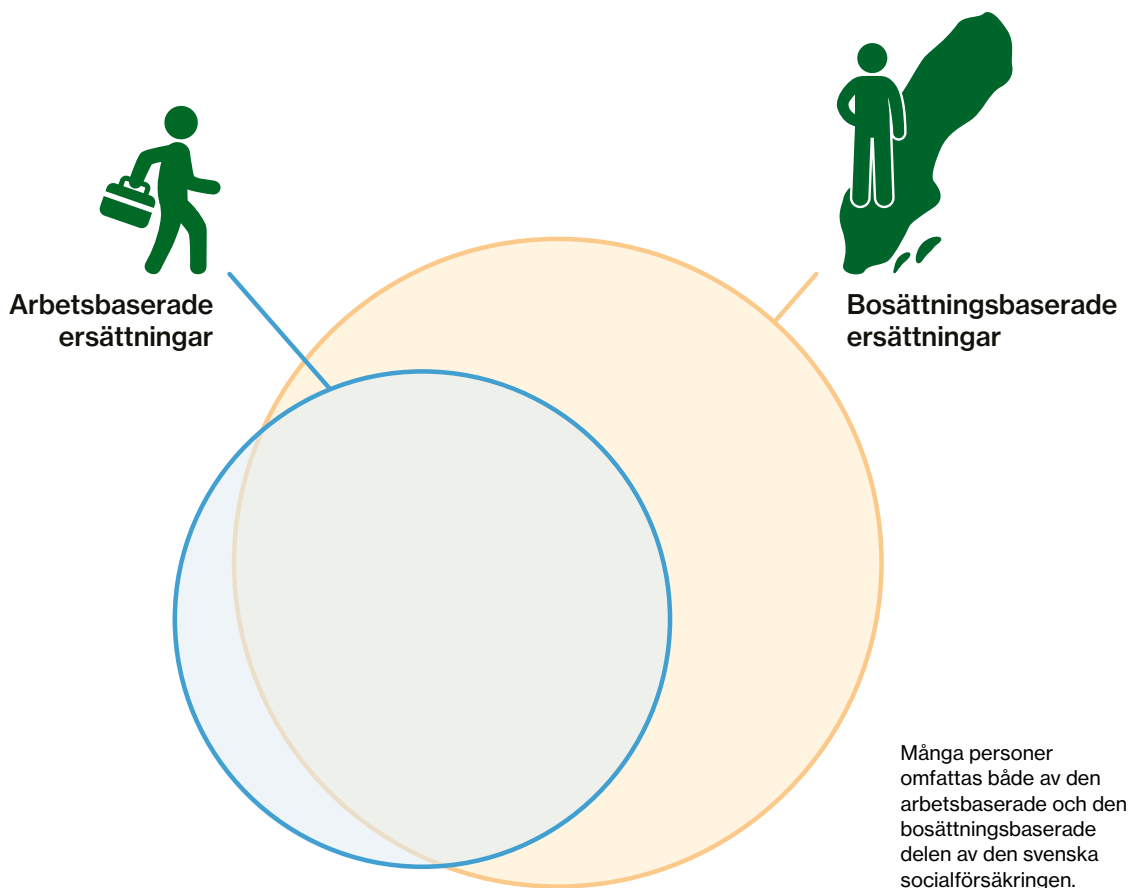 Arbetsbaserade
ersättningar
Bosättningsbaserade
ersättningar
Många personer
omfattas både av den
arbetsbaserade och den
bosättningsbaserade
delen av den svenska
socialförsäkringen.